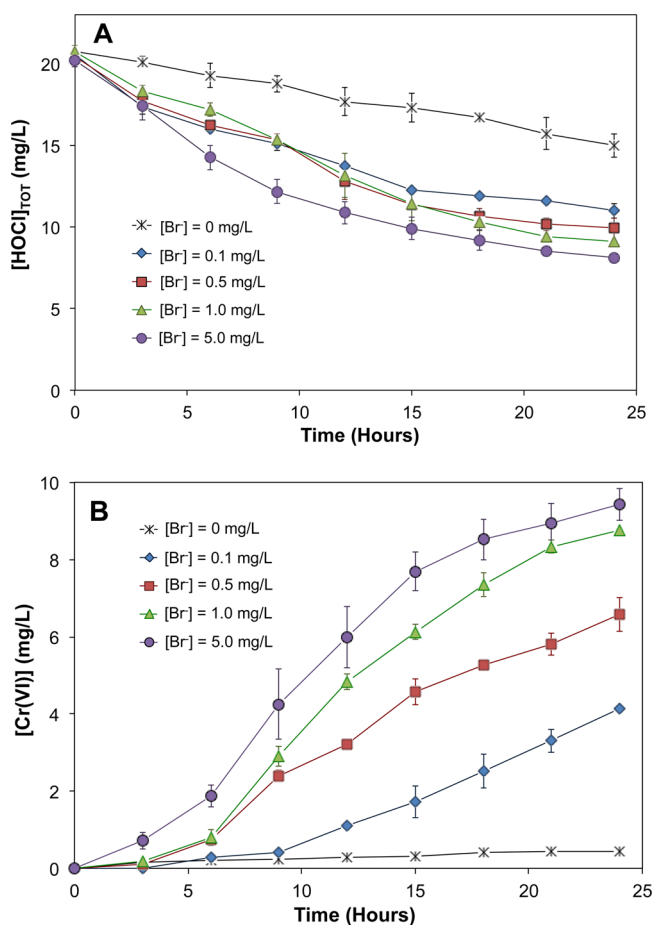 A
20
15
10
5
0
[HOCl]TOT (mg/L)
[Br-] = 0 mg/L
[Br-] = 0.1 mg/L
[Br-] = 0.5 mg/L
[Br-] = 1.0 mg/L
[Br-] = 5.0 mg/L
0 5 10 15 20 25
Time (Hours)
B
10
8
6
4
2
0
[Cr(VI)] (mg/L)
[Br-] = 0 mg/L
[Br-] = 0.1 mg/L
[Br-] = 0.5 mg/L
[Br-] = 1.0 mg/L
[Br-] = 5.0 mg/L
0 5 10 15 20 25
Time (Hours)